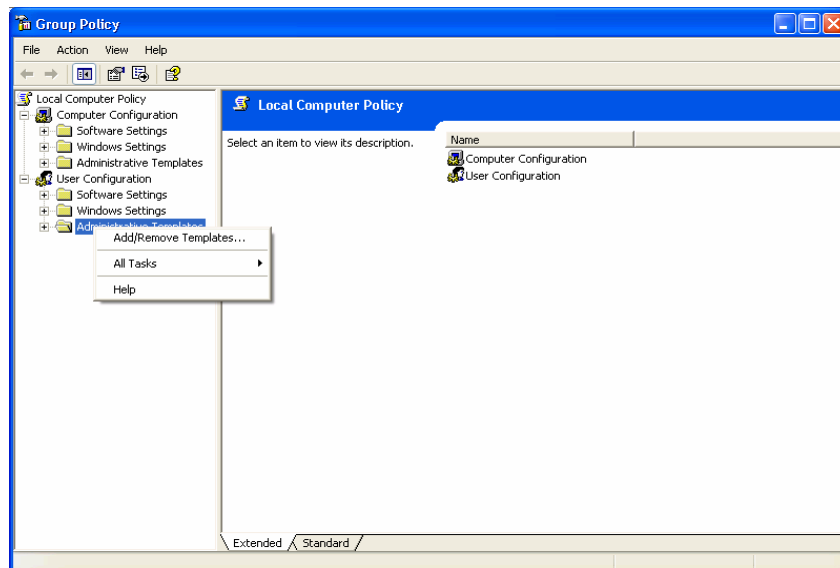 Group Policy
File Action View Help
Local Computer Policy
Computer Configuration
Software Settings
Windows Settings
Administrative Templates
User Configuration
Software Settings
Windows Settings
Administrative Templates
Add/Remove Templates...
All Tasks
Help
Local Computer Policy
Select an item to view its description.
Name
Computer Configuration
User Configuration
Extended Standard